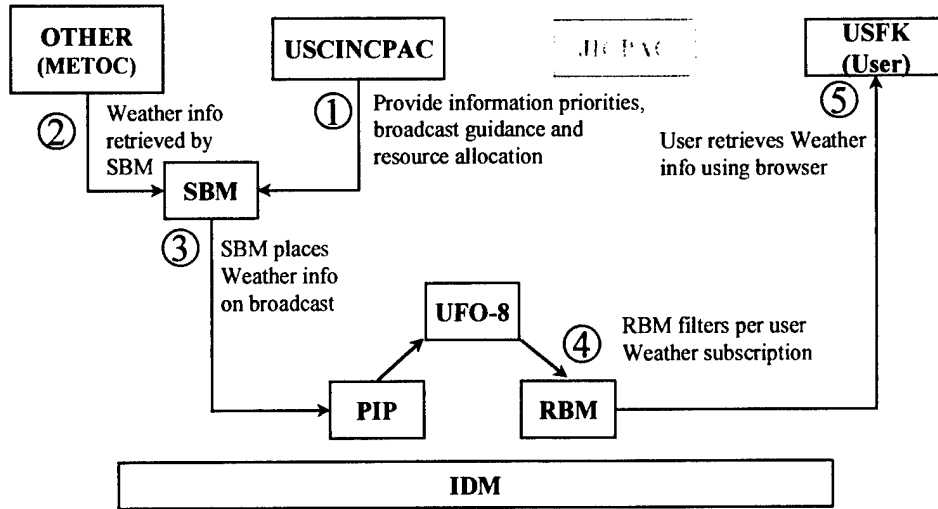 OTHER
(METOC)
USCINCPAC
USFK
(User)
①
Provide information priorities,
broadcast guidance and
resource allocation
②
Weather info
retrieved by
SBM
⑤
User retrieves Weather
info using browser
SBM
③
SBM places
Weather info
on broadcast
UFO-8
④
RBM filters per user
Weather subscription
PIP
RBM
IDM